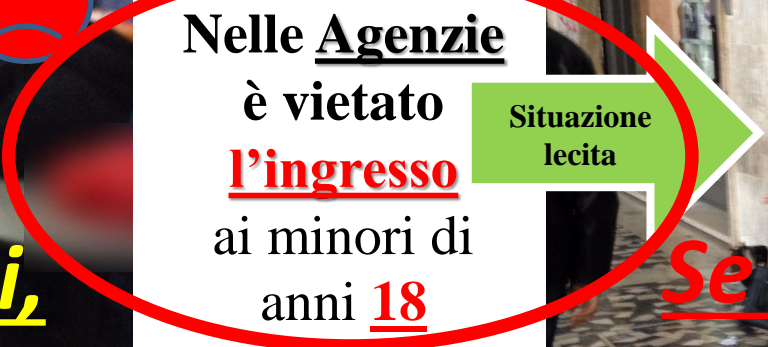 Nelle Agenzie
è vietato
l’ingresso
ai minori di
anni 18
Situazione
lecita
i,
Se